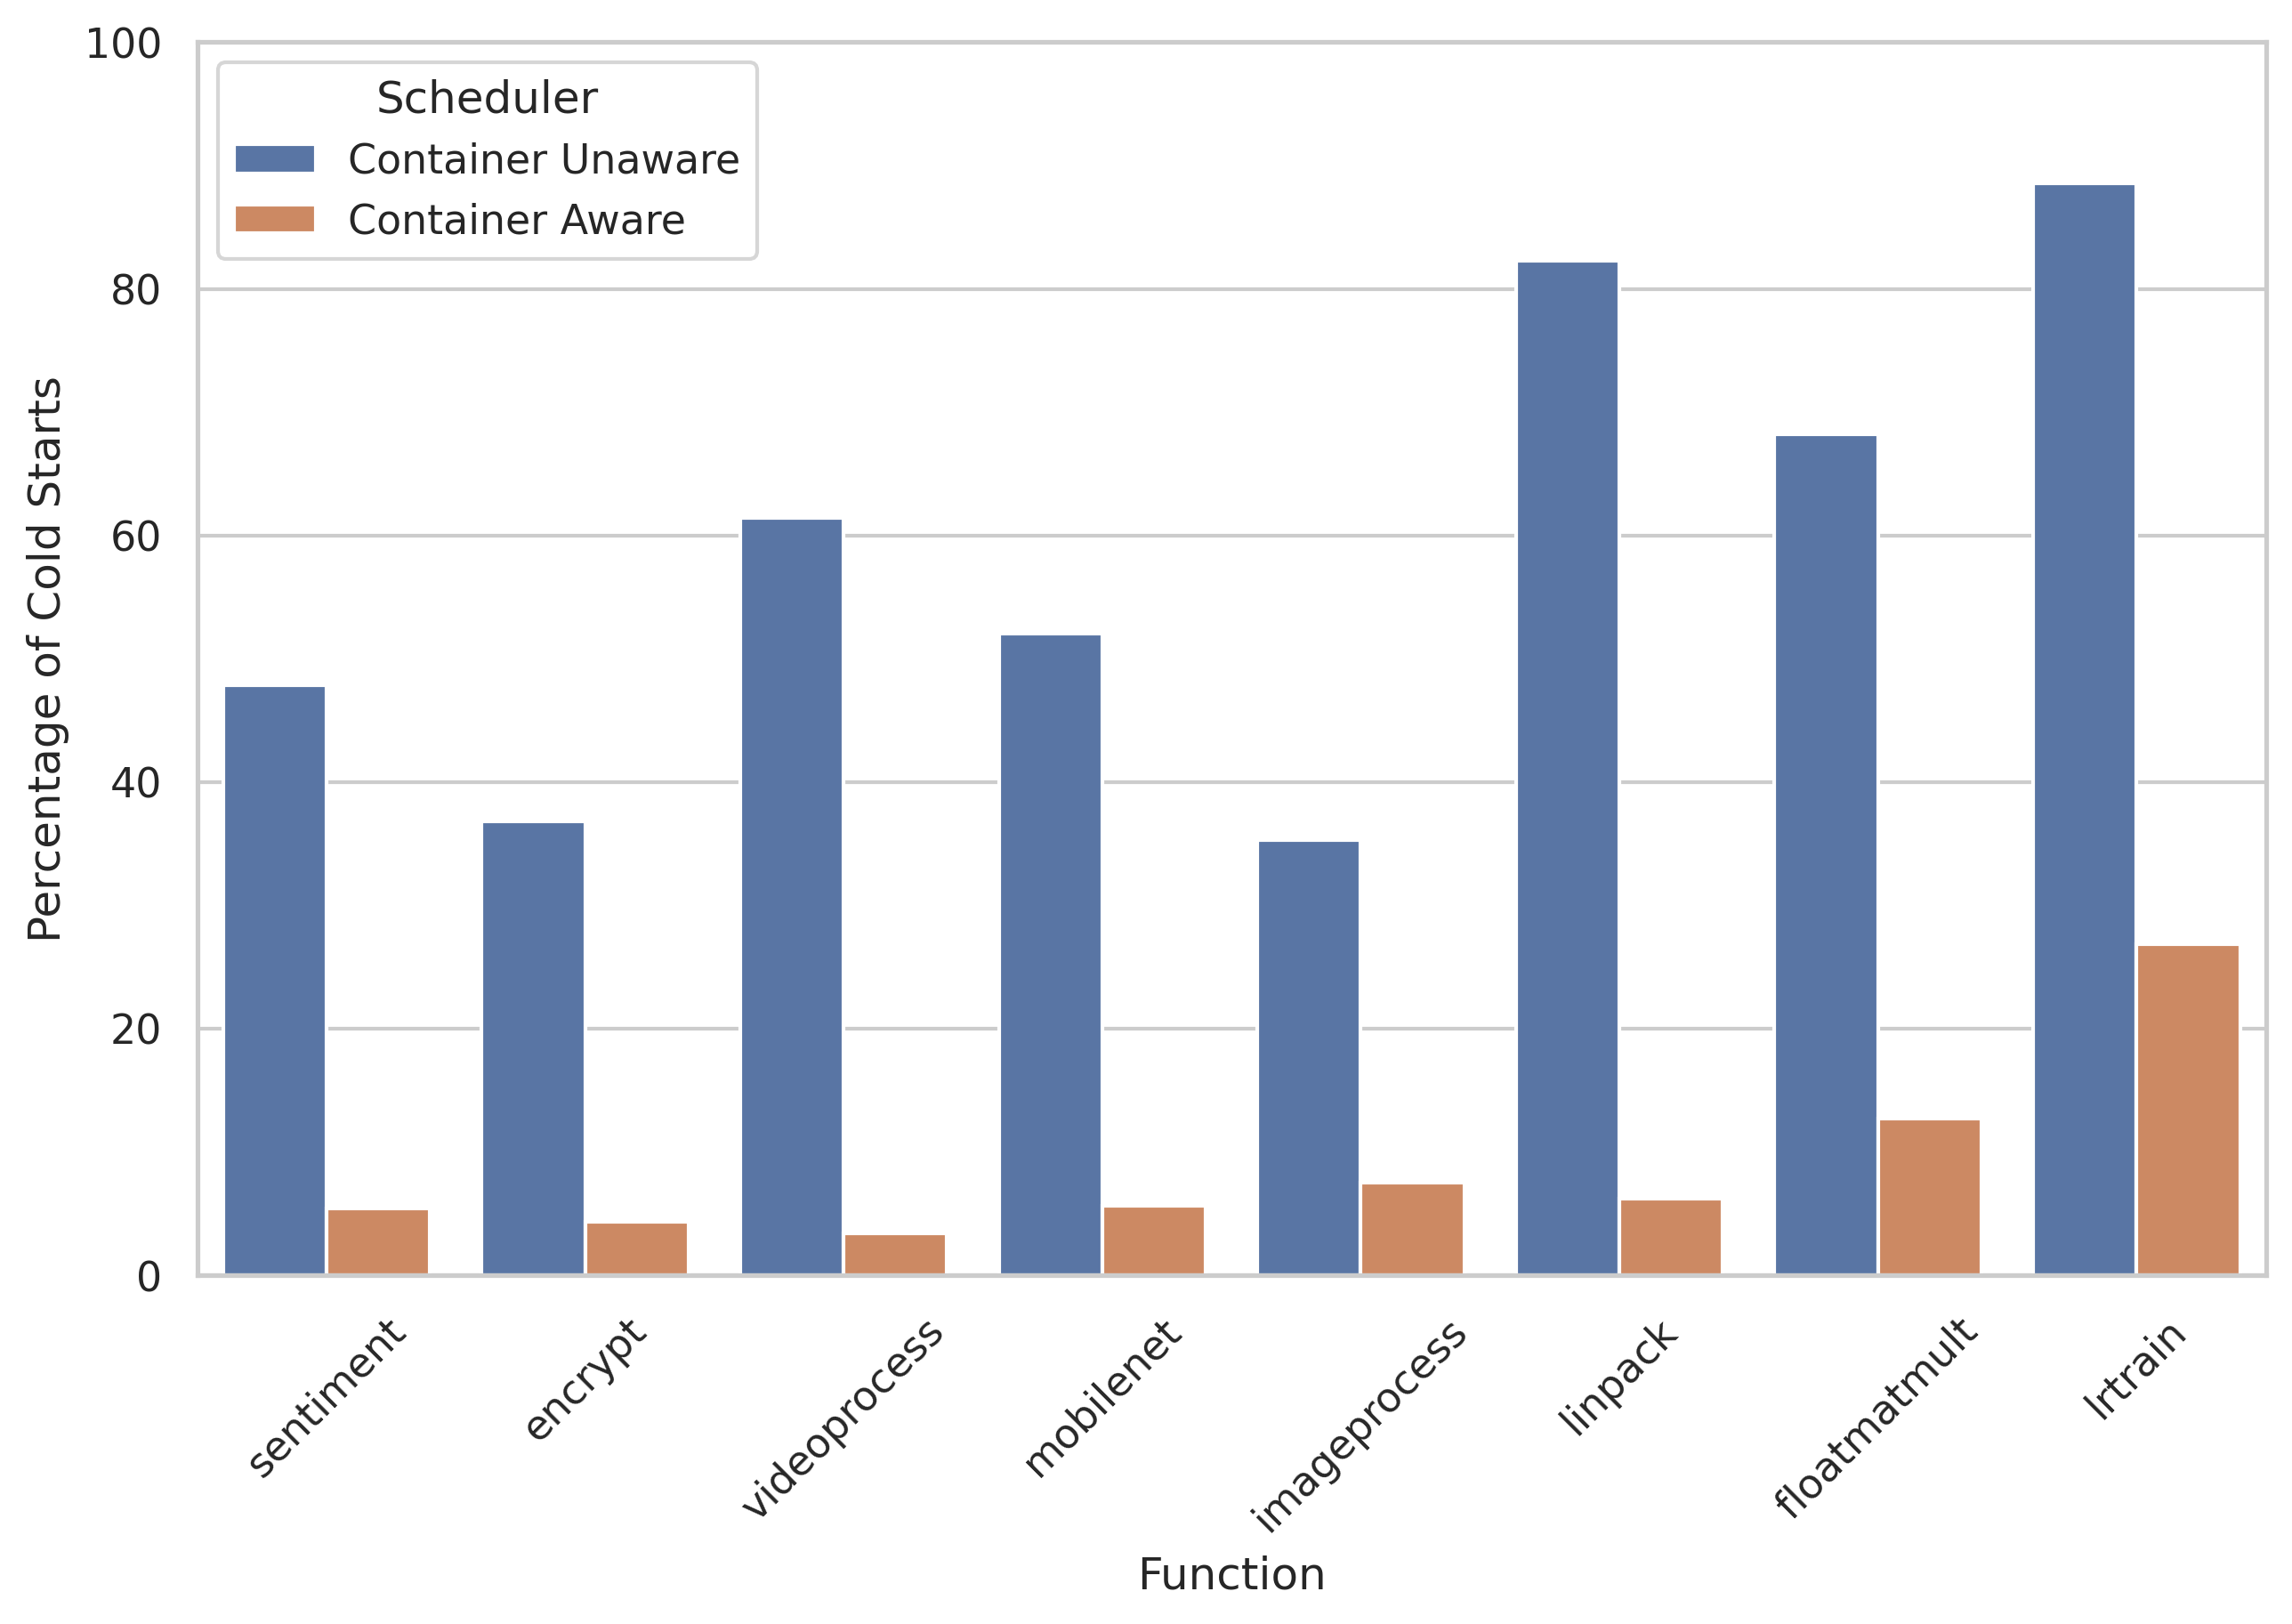 Scheduler
Container Unaware
Container Aware
Percentage of Cold Starts
100
80
60
40
20
0
sentiment
encrypt
videoprocess
mobilenet
imageprocess
linpack
floatmatmult
lrtrain
Function